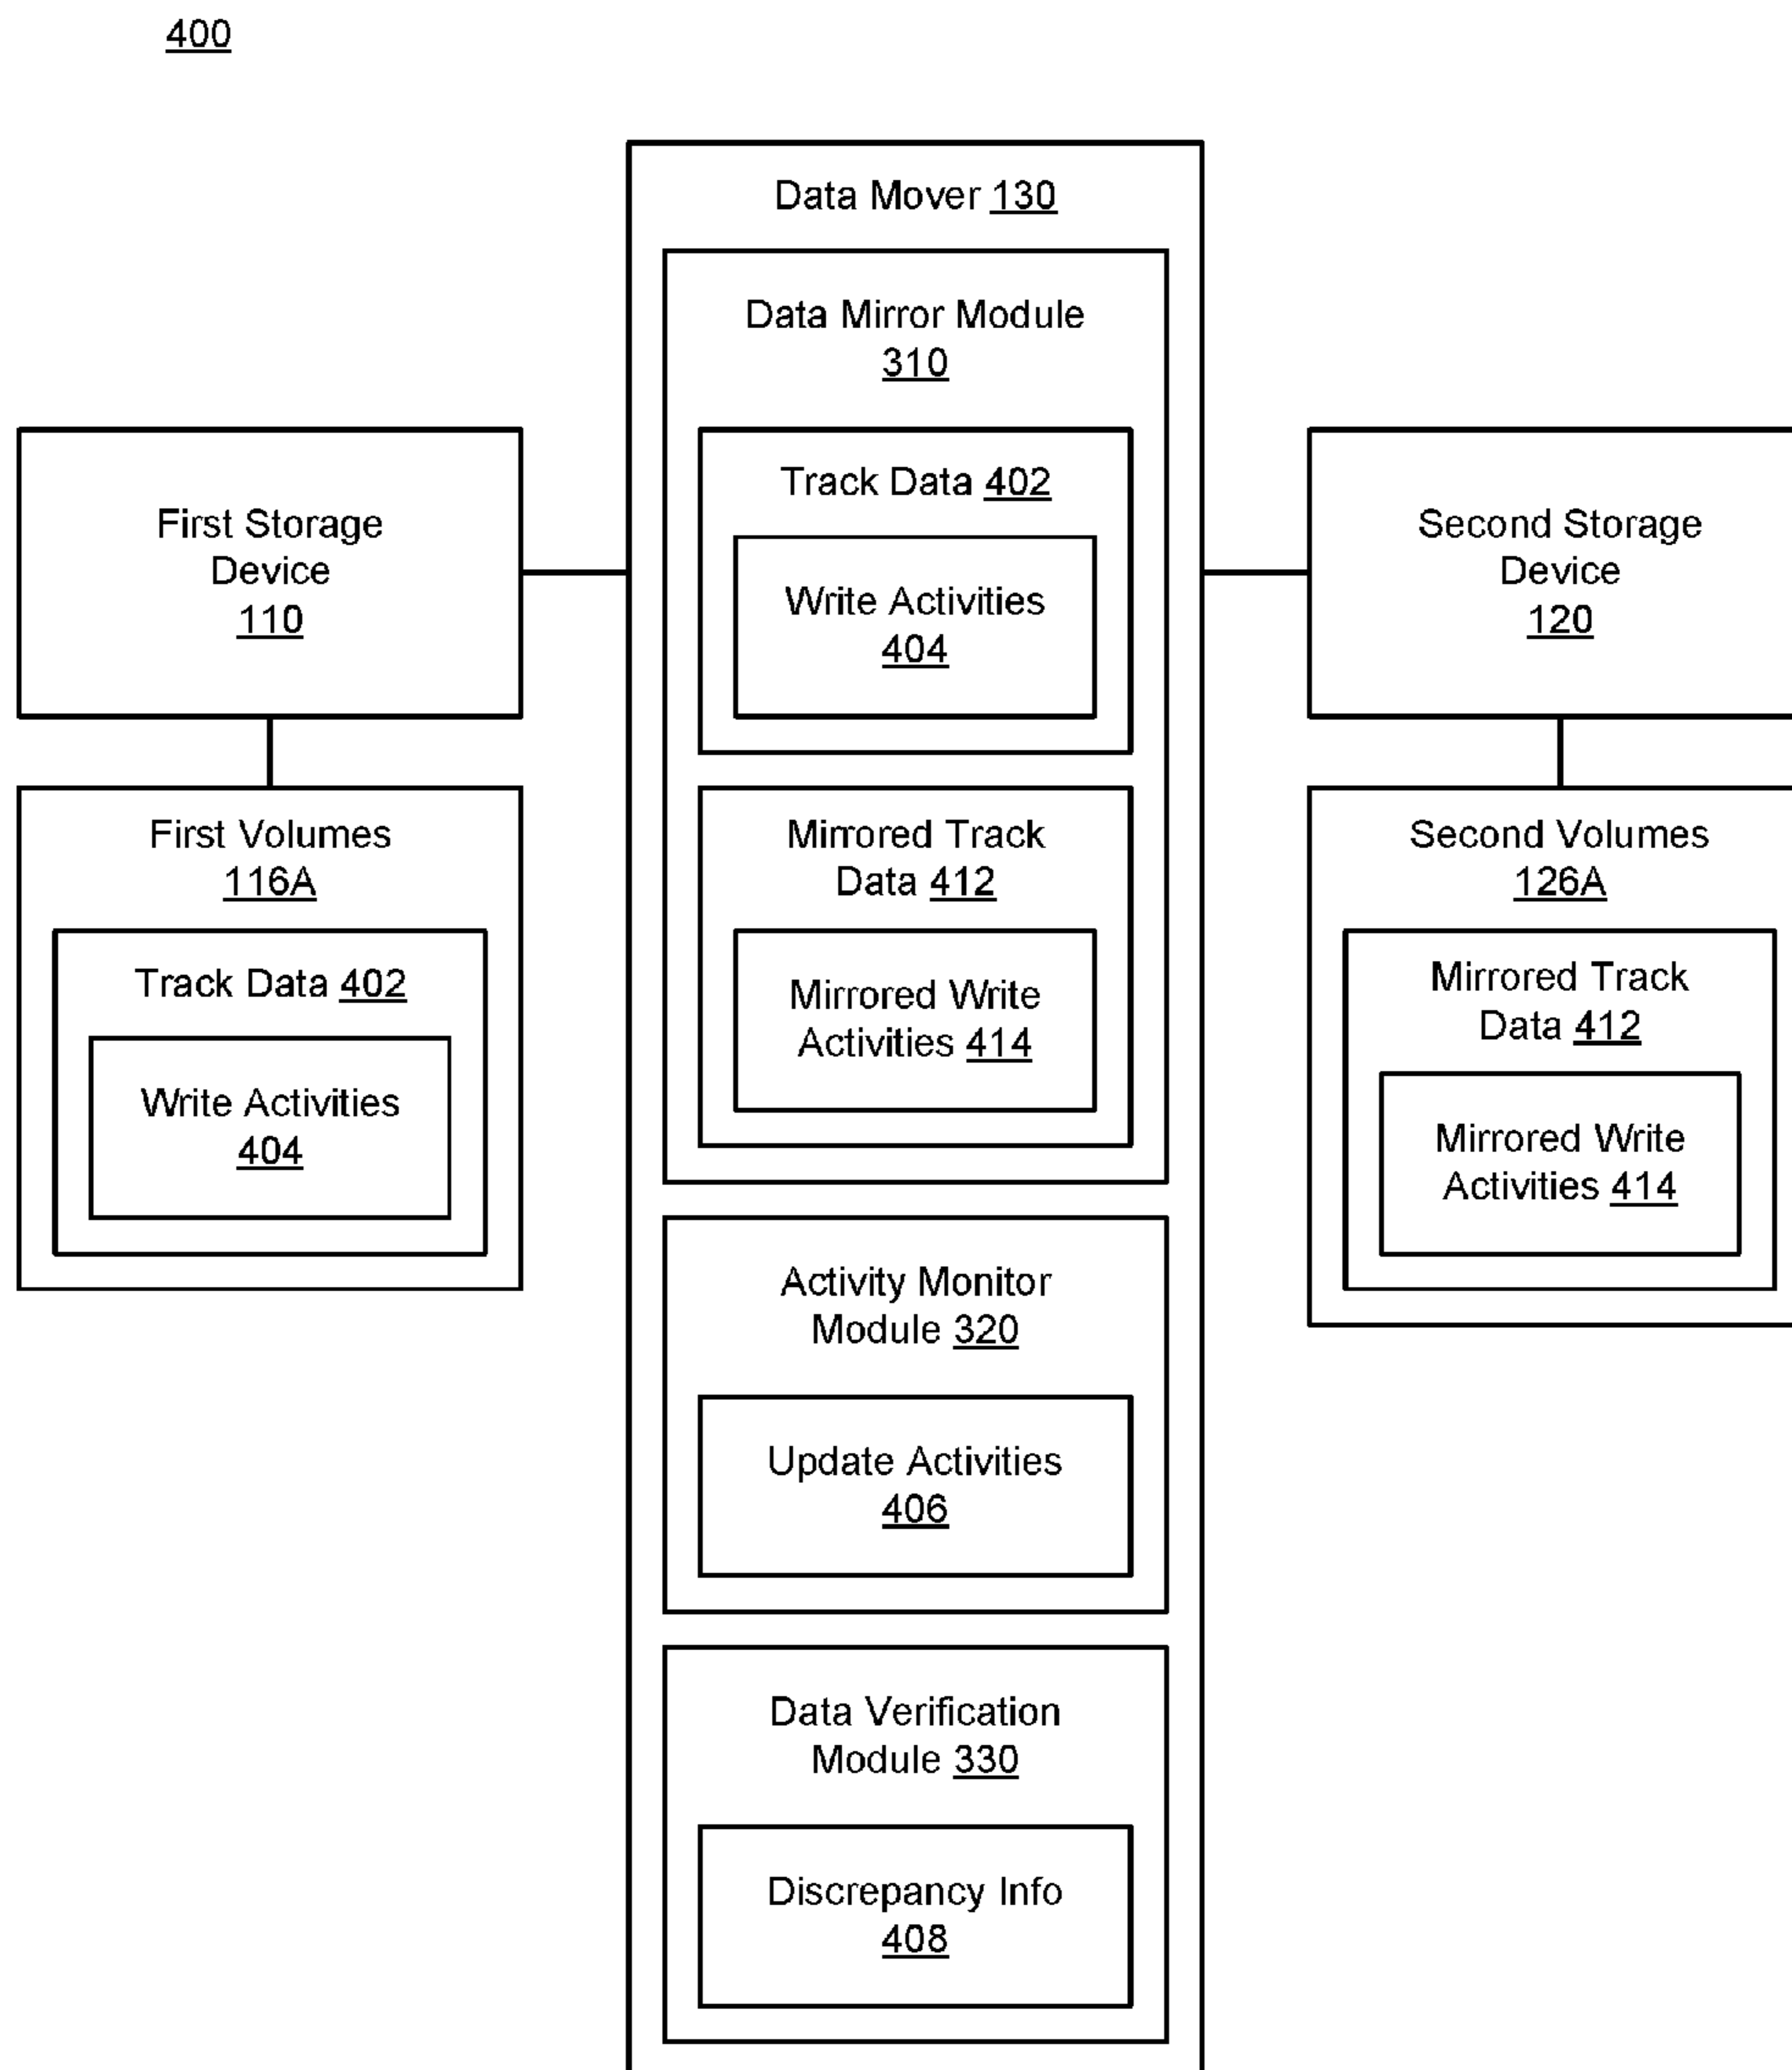 400
Data Mover 130
Data Mirror Module
310
Track Data 402
Write Activities
404
Mirrored Track
Data 412
Mirrored Write
Activities 414
Activity Monitor
Module 320
Update Activities
406
Data Verification
Module 330
Discrepancy Info
408
First Storage
Device
110
First Volumes
116A
Track Data 402
Write Activities
404
Second Storage
Device
120
Second Volumes
126A
Mirrored Track
Data 412
Mirrored Write
Activities 414